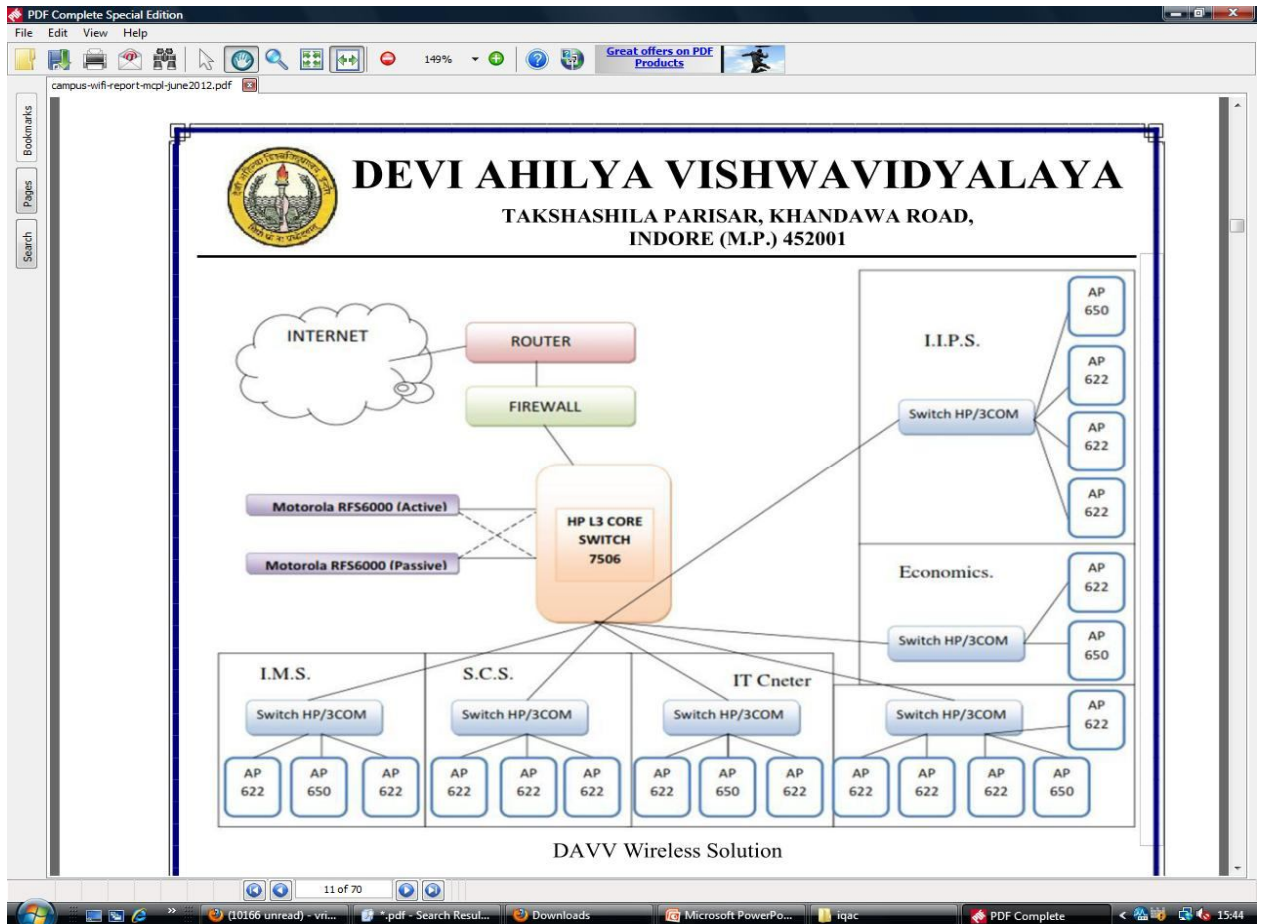 PDF Complete Special Edition
File Edit View Help
149%
Great offers on PDF
Products
campus-wifi-report-mcpl-june2012.pdf
Bookmarks
Pages
Search
DEVI AHILYA VISHWAVIDYALAYA
TAKSHASHILA PARISAR, KHANDAWA ROAD,
INDORE (M.P.) 452001
INTERNET
ROUTER
FIREWALL
Motorola RFS6000 (Active)
Motorola RFS6000 (Passive)
HP L3 CORE
SWITCH
7506
I.I.P.S.
Switch HP/3COM
AP
650
AP
622
AP
622
AP
622
Economics.
Switch HP/3COM
AP
622
AP
650
I.M.S.
Switch HP/3COM
AP
622
AP
650
AP
622
S.C.S.
Switch HP/3COM
AP
622
AP
622
AP
622
IT Cneter
Switch HP/3COM
AP
622
AP
650
AP
622
Switch HP/3COM
AP
622
AP
622
AP
622
AP
622
AP
650
DAVV Wireless Solution
11 of 70
(10166 unread) - vri...
*.pdf - Search Resul...
Downloads
Microsoft PowerPo...
iqac
PDF Complete
15:44